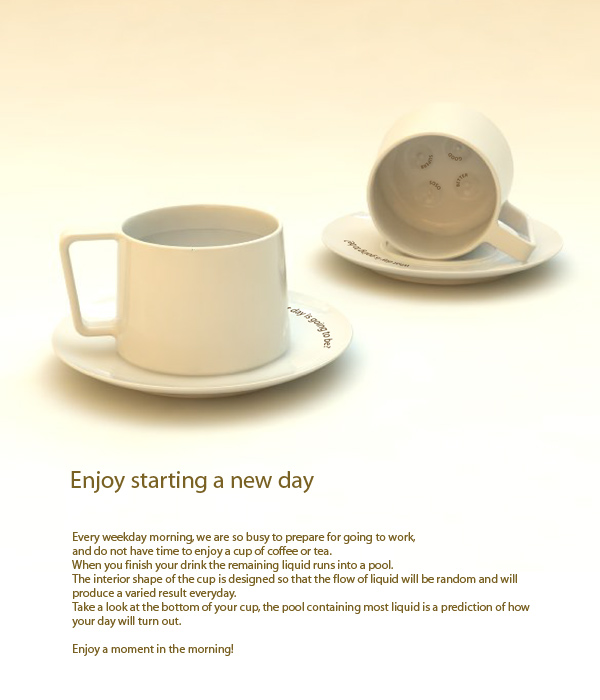 GOOD
BETTER
day is going to be?
Enjoy starting a new day
Every weekday morning, we are so busy to prepare for going to work,
and do not have time to enjoy a cup of coffee or tea.
When you finish your drink the remaining liquid runs into a pool.
The interior shape of the cup is designed so that the flow of liquid will be random and will
produce a varied result everyday.
Take a look at the bottom of your cup, the pool containing most liquid is a prediction of how
your day will turn out.
Enjoy a moment in the morning!